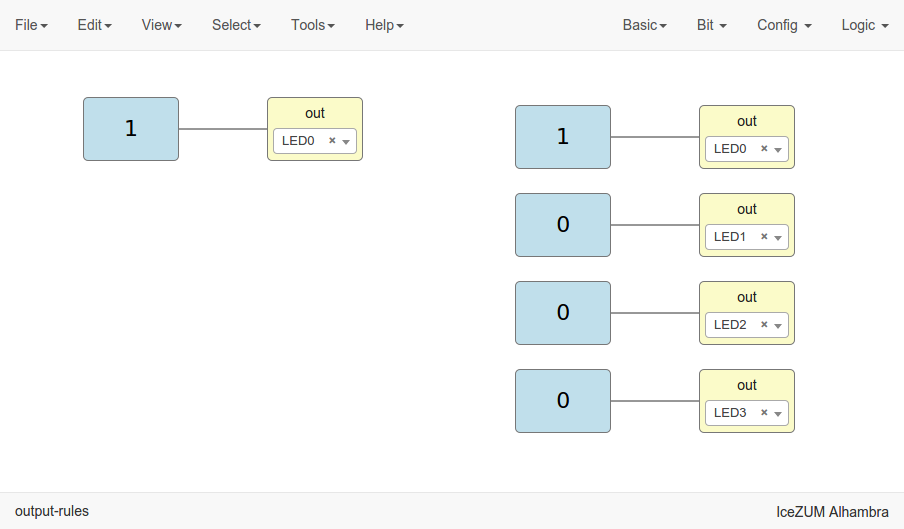 File Edit View Select Tools Help Basic Bit Config Logic
1 out
LED0 ×
1 out
LED0 ×
0 out
LED1 ×
0 out
LED2 ×
0 out
LED3 ×
output-rules IceZUM Alhambra